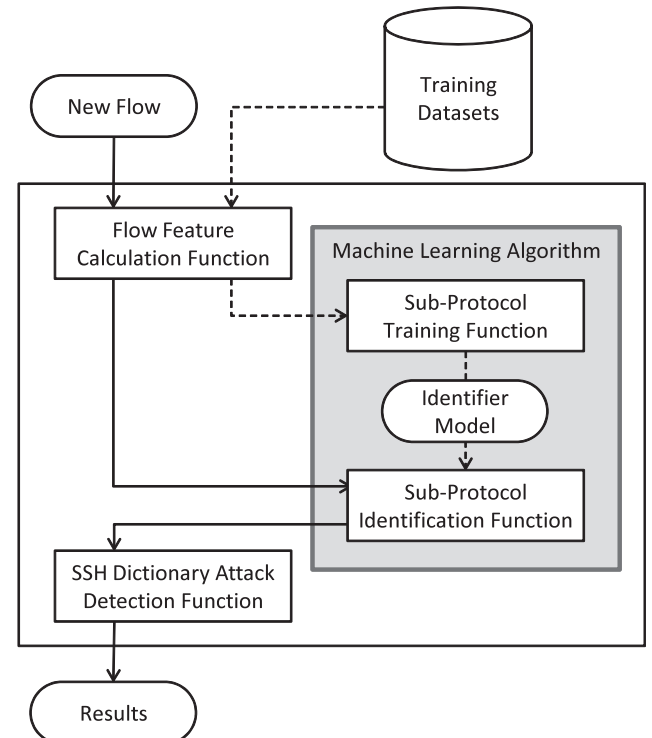 Training
Datasets
New Flow
Flow Feature
Calculation Function
Machine Learning Algorithm
Sub-Protocol
Training Function
Identifier
Model
Sub-Protocol
Identification Function
SSH Dictionary Attack
Detection Function
Results